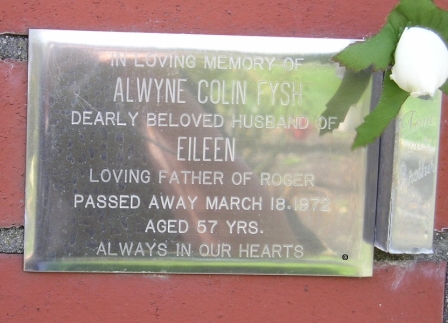 IN LOVING MEMORY OF
ALWYNE COLIN FYSH
DEARLY BELOVED HUSBAND OF
EILEEN
LOVING FATHER OF ROGER
PASSED AWAY MARCH 18.1972
AGED 57 YRS.
ALWAYS IN OUR HEARTS